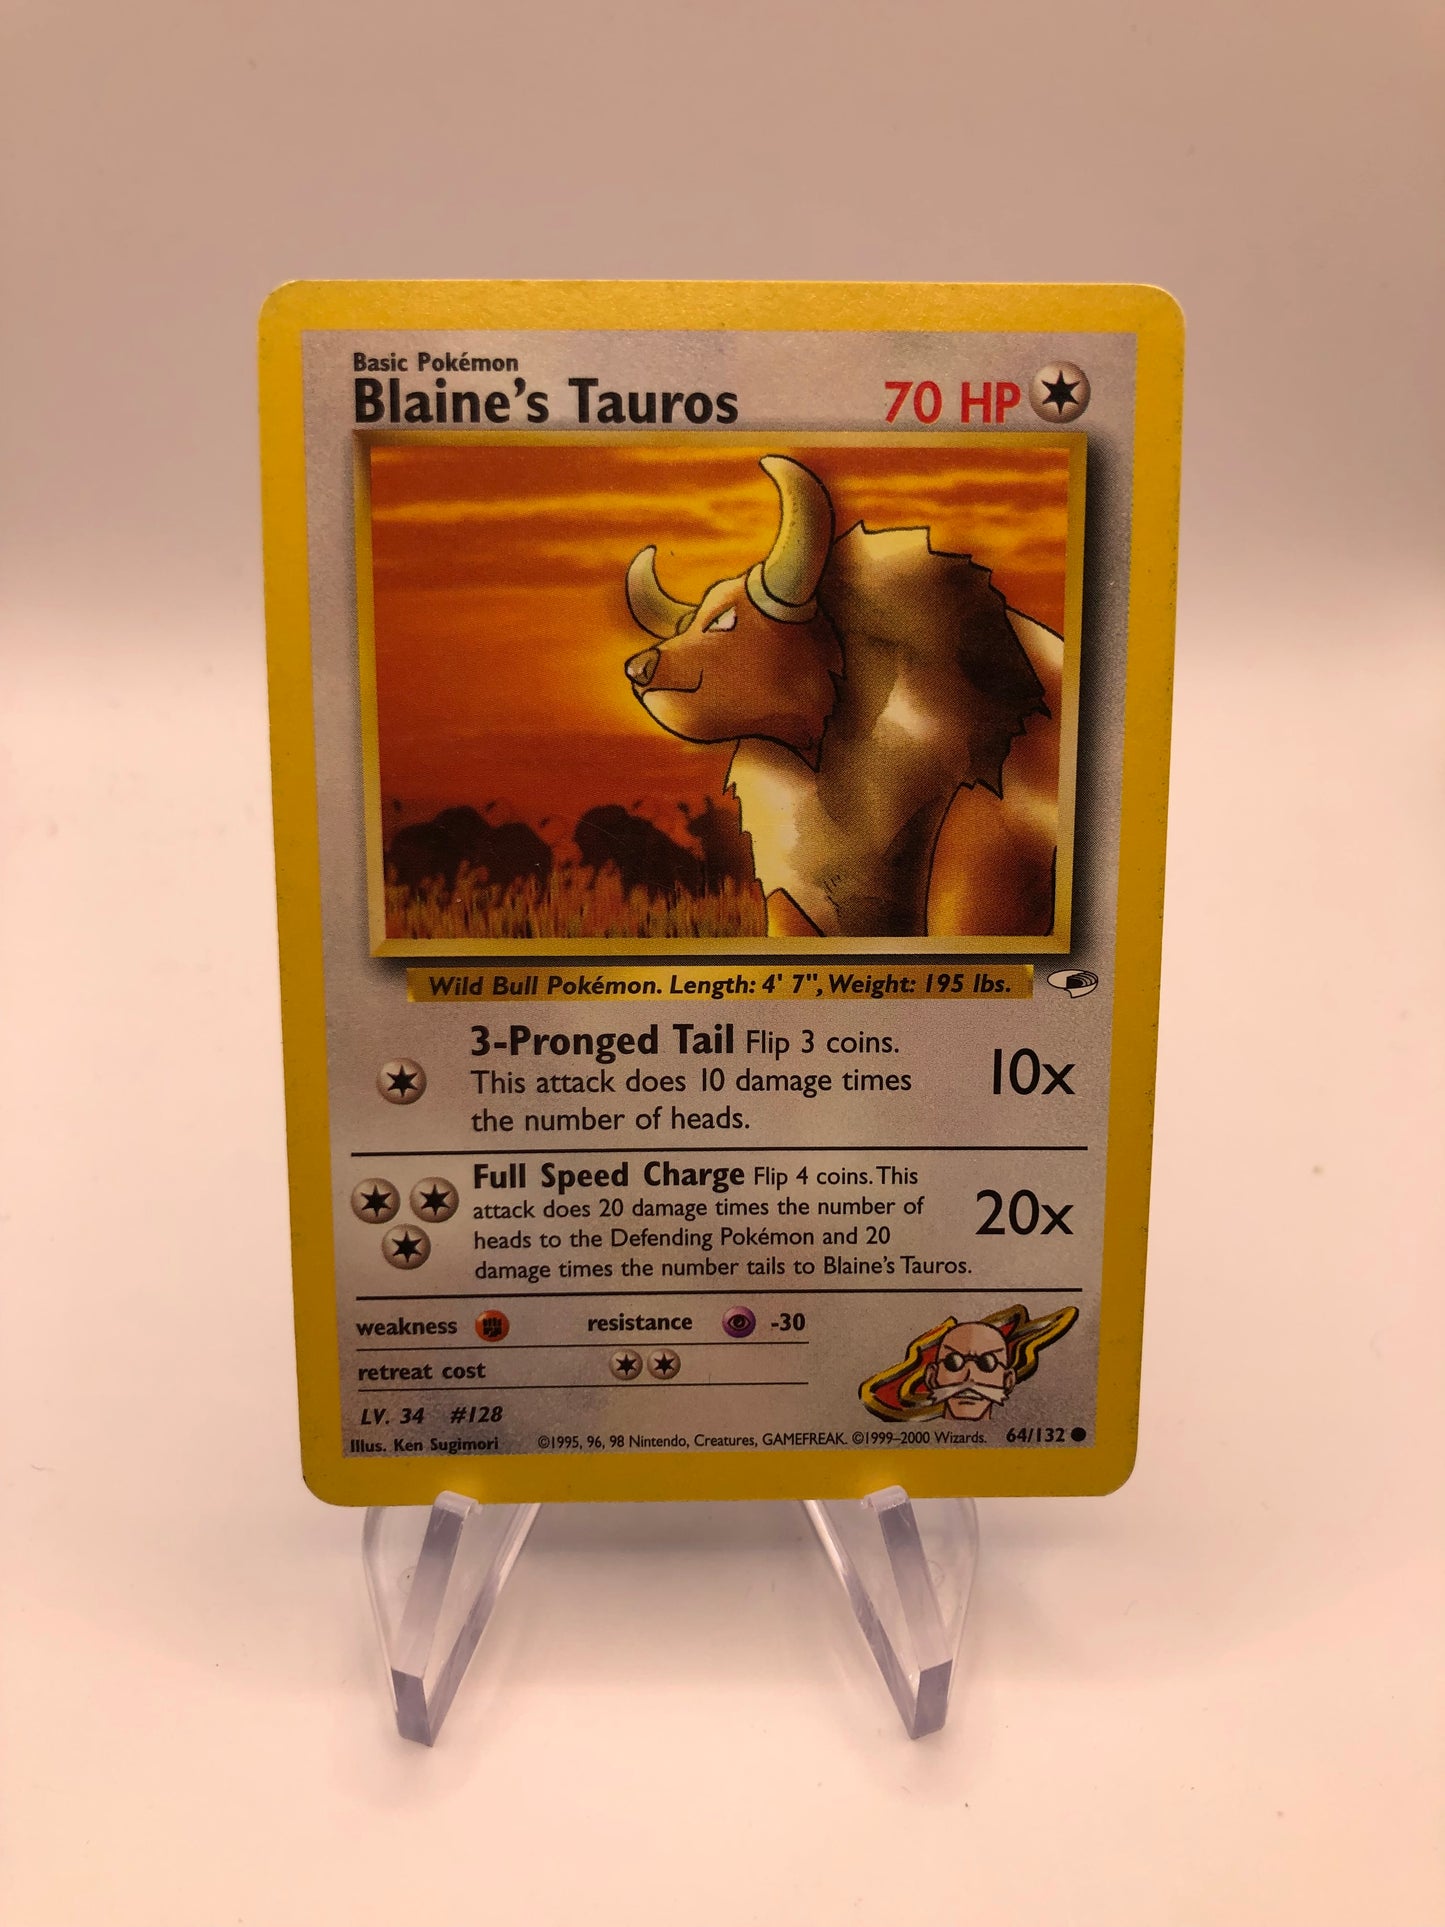 Basic Pokémon
Blaine's Tauros 70 HP
Wild Bull Pokémon. Length: 4' 7", Weight: 195 lbs.
3-Pronged Tail Flip 3 coins.
This attack does 10 damage times
the number of heads.
10x
Full Speed Charge Flip 4 coins. This
attack does 20 damage times the number of
heads to the Defending Pokémon and 20
damage times the number tails to Blaine's Tauros.
20x
weakness resistance -30
retreat cost
LV. 34 #128
Illus. Ken Sugimori ©1995, 96, 98 Nintendo, Creatures, GAMEFREAK. ©1999–2000 Wizards. 64/132